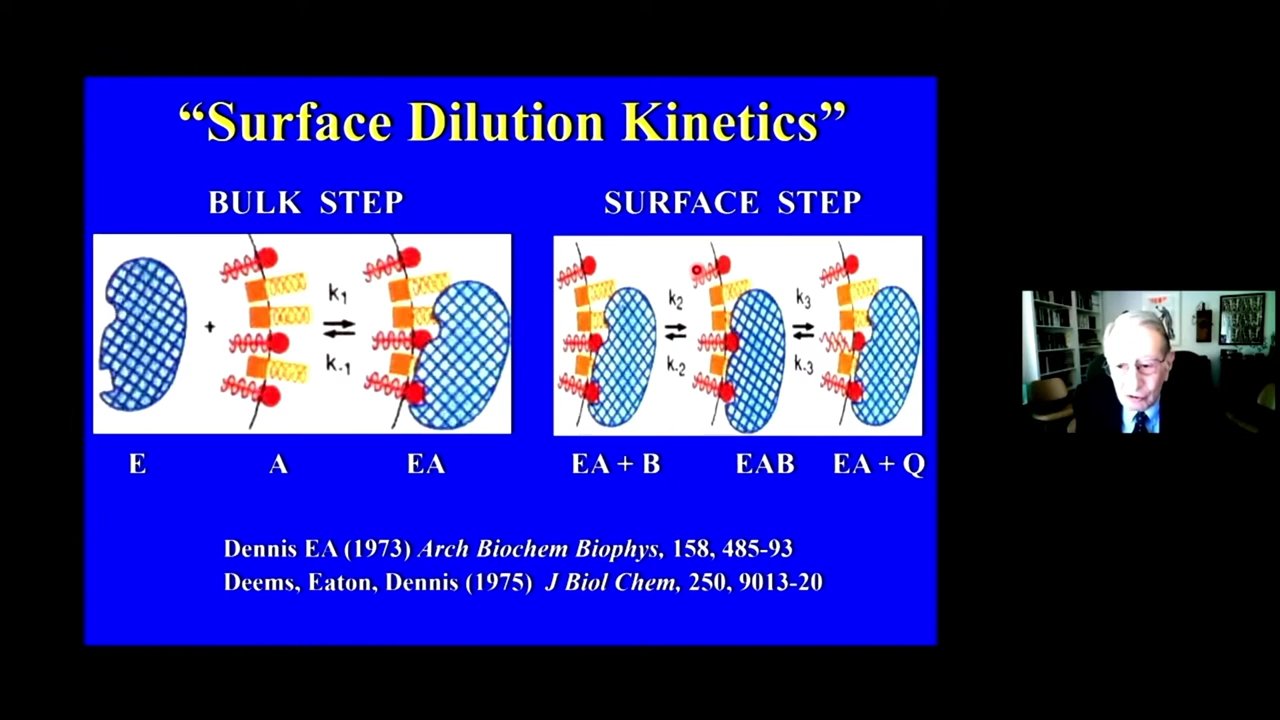 “Surface Dilution Kinetics”
BULK STEP
SURFACE STEP
+
k1
k-1
k2
k-2
k3
k-3
E
A
EA
EA + B
EAB
EA + Q
Dennis EA (1973) Arch Biochem Biophys, 158, 485-93
Deems, Eaton, Dennis (1975) J Biol Chem, 250, 9013-20